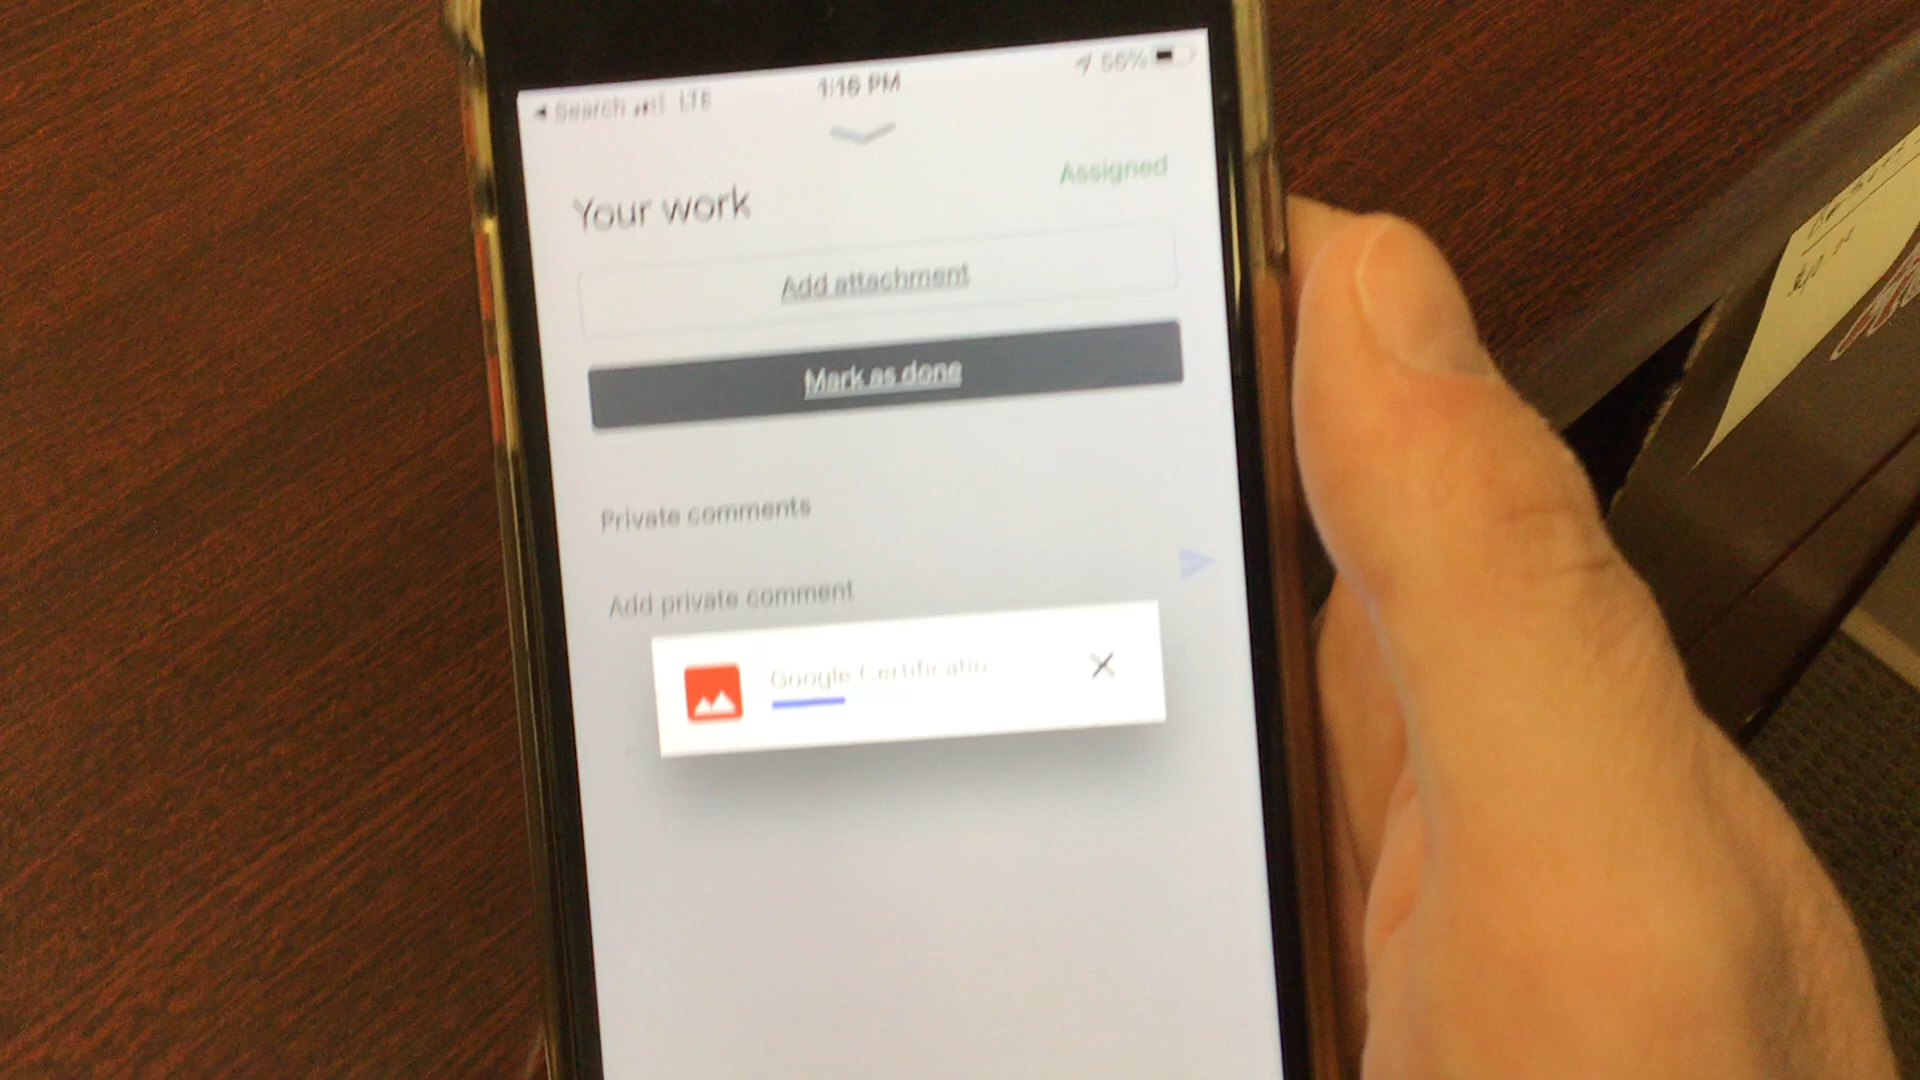 Search LTE
1:16 PM
56%
Assigned
Your work
Add attachment
Mark as done
Private comments
Add private comment
Google Certificatio